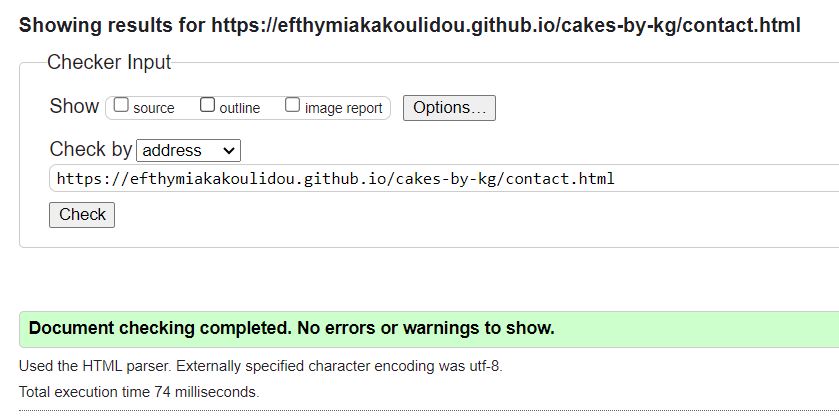 Showing results for https://efthymiakakoulidou.github.io/cakes-by-kg/contact.html
Checker Input
Show source outline image report Options...
Check by address
https://efthymiakakoulidou.github.io/cakes-by-kg/contact.html
Check
Document checking completed. No errors or warnings to show.
Used the HTML parser. Externally specified character encoding was utf-8.
Total execution time 74 milliseconds.